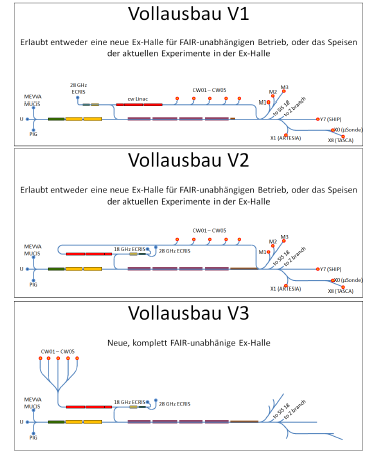 Vollausbau V1
Erlaubt entweder eine neue Ex-Halle für FAIR-unabhängigen Betrieb, oder das Speisen
der aktuellen Experimente in der Ex-Halle
28 GHz
ECRIS
cw Linac
CW01 – CW05
M3
M2
M1
MEVVA
MUCIS
U
PIG
to SIS 18
to z branch
Y7 (SHIP)
X0 (µSonde)
X1 (ARTESIA)
X8 (TASCA)
Vollausbau V2
Erlaubt entweder eine neue Ex-Halle für FAIR-unabhängigen Betrieb, oder das Speisen
der aktuellen Experimente in der Ex-Halle
CW01 – CW05
M3
M2
M1
MEVVA
MUCIS
18 GHz ECRIS
28 GHz ECRIS
U
PIG
to SIS 18
to z branch
Y7 (SHIP)
X0 (µSonde)
X1 (ARTESIA)
X8 (TASCA)
Vollausbau V3
Neue, komplett FAIR-unabhänige Ex-Halle
CW01 – CW05
MEVVA
MUCIS
18 GHz ECRIS
28 GHz ECRIS
U
PIG
to SIS 18
to z branch